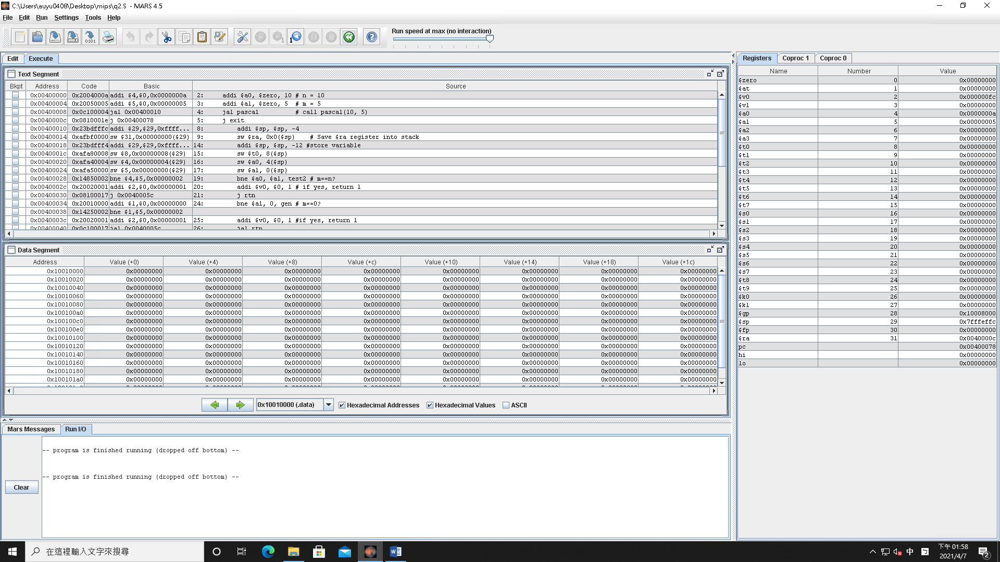 C:\Users\auyu0408\Desktop\mips\q2.S - MARS 4.5
File Edit Run Settings Tools Help
Run speed at max (no interaction)
Edit Execute
Text Segment
Bkpt Address Code Basic Source
0x00400000 0x2004000a addi $4,$0,0x0000000a 2: addi $a0, $zero, 10 # n = 10
0x00400004 0x20050005 addi $5,$0,0x00000005 3: addi $a1, $zero, 5 # m = 5
0x00400008 0x0c100004 jal 0x00400010 4: jal pascal # call pascal(10, 5)
0x0040000c 0x0810001e j 0x00400078 5: j exit
0x00400010 0x23bdfffc addi $29,$29,0xffff... 8: addi $sp, $sp, -4
0x00400014 0xafbf0000 sw $31,0x00000000($29) 9: sw $ra, 0x0($sp) # Save $ra register into stack
0x00400018 0x23bdfff4 addi $29,$29,0xffff... 14: addi $sp, $sp, -12 #store variable
0x0040001c 0xafa80008 sw $8,0x00000008($29) 15: sw $t0, 8($sp)
0x00400020 0xafa40004 sw $4,0x00000004($29) 16: sw $a0, 4($sp)
0x00400024 0xafa50000 sw $5,0x00000000($29) 17: sw $a1, 0($sp)
0x00400028 0x14850002 bne $4,$5,0x00000002 19: bne $a0, $a1, test2 # m==n?
0x0040002c 0x20020001 addi $2,$0,0x00000001 20: addi $v0, $0, 1 # if yes, return 1
0x00400030 0x08100017 j 0x0040005c 21: j rtn
0x00400034 0x20010000 addi $1,$0,0x00000000 24: bne $a1, 0, gen # m==0?
0x00400038 0x14250002 bne $1,$5,0x00000002
0x0040003c 0x20020001 addi $2,$0,0x00000001 25: addi $v0, $0, 1 #if yes, return 1
0x00400040 0x0c100017 jal 0x0040005c 26: jal rtn
Data Segment
Address Value (+0) Value (+4) Value (+8) Value (+c) Value (+10) Value (+14) Value (+18) Value (+1c)
0x10010000 0x00000000 0x00000000 0x00000000 0x00000000 0x00000000 0x00000000 0x00000000 0x00000000
0x10010020 0x00000000 0x00000000 0x00000000 0x00000000 0x00000000 0x00000000 0x00000000 0x00000000
0x10010040 0x00000000 0x00000000 0x00000000 0x00000000 0x00000000 0x00000000 0x00000000 0x00000000
0x10010060 0x00000000 0x00000000 0x00000000 0x00000000 0x00000000 0x00000000 0x00000000 0x00000000
0x10010080 0x00000000 0x00000000 0x00000000 0x00000000 0x00000000 0x00000000 0x00000000 0x00000000
0x100100a0 0x00000000 0x00000000 0x00000000 0x00000000 0x00000000 0x00000000 0x00000000 0x00000000
0x100100c0 0x00000000 0x00000000 0x00000000 0x00000000 0x00000000 0x00000000 0x00000000 0x00000000
0x100100e0 0x00000000 0x00000000 0x00000000 0x00000000 0x00000000 0x00000000 0x00000000 0x00000000
0x10010100 0x00000000 0x00000000 0x00000000 0x00000000 0x00000000 0x00000000 0x00000000 0x00000000
0x10010120 0x00000000 0x00000000 0x00000000 0x00000000 0x00000000 0x00000000 0x00000000 0x00000000
0x10010140 0x00000000 0x00000000 0x00000000 0x00000000 0x00000000 0x00000000 0x00000000 0x00000000
0x10010160 0x00000000 0x00000000 0x00000000 0x00000000 0x00000000 0x00000000 0x00000000 0x00000000
0x10010180 0x00000000 0x00000000 0x00000000 0x00000000 0x00000000 0x00000000 0x00000000 0x00000000
0x100101a0 0x00000000 0x00000000 0x00000000 0x00000000 0x00000000 0x00000000 0x00000000 0x00000000
0x10010000 (.data) Hexadecimal Addresses Hexadecimal Values ASCII
Mars Messages Run I/O
-- program is finished running (dropped off bottom) --
-- program is finished running (dropped off bottom) --
Clear
Registers Coproc 1 Coproc 0
Name Number Value
$zero 0 0x00000000
$at 1 0x00000000
$v0 2 0x000000fc
$v1 3 0x00000000
$a0 4 0x0000000a
$a1 5 0x00000005
$a2 6 0x00000000
$a3 7 0x00000000
$t0 8 0x00000000
$t1 9 0x00000000
$t2 10 0x00000000
$t3 11 0x00000000
$t4 12 0x00000000
$t5 13 0x00000000
$t6 14 0x00000000
$t7 15 0x00000000
$s0 16 0x00000000
$s1 17 0x00000000
$s2 18 0x00000000
$s3 19 0x00000000
$s4 20 0x00000000
$s5 21 0x00000000
$s6 22 0x00000000
$s7 23 0x00000000
$t8 24 0x00000000
$t9 25 0x00000000
$k0 26 0x00000000
$k1 27 0x00000000
$gp 28 0x10008000
$sp 29 0x7fffeffc
$fp 30 0x00000000
$ra 31 0x0040000c
pc 0x00400078
hi 0x00000000
lo 0x00000000
在這裡輸入文字來搜尋
中
下午 01:58
2021/4/7
2